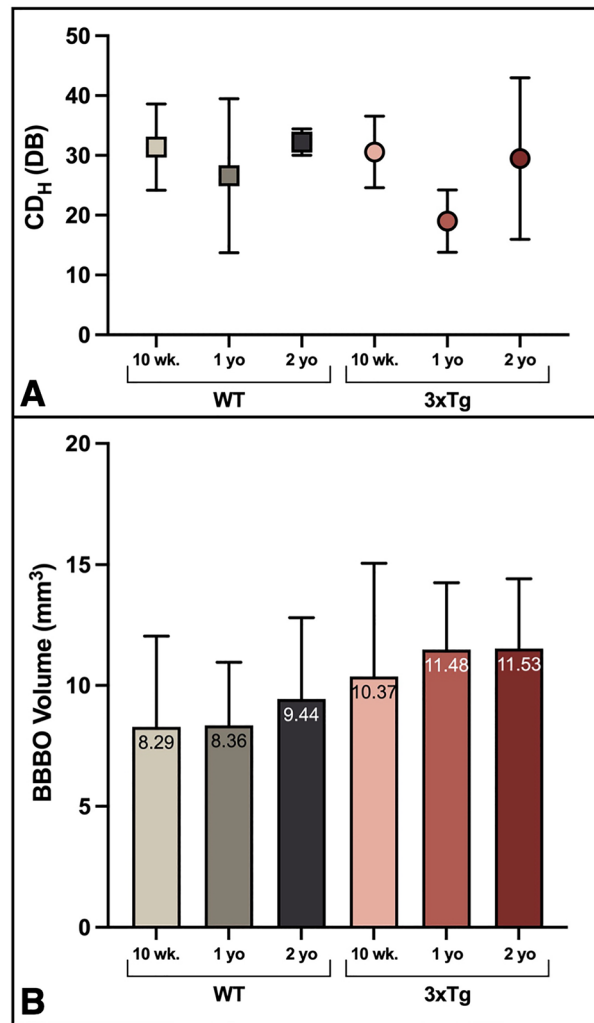 50
40
30
20
10
0
CD_H (DB)
10 wk. 1 yo 2 yo 10 wk. 1 yo 2 yo
WT 3xTg
A
20
15
10
5
0
BBBO Volume (mm³)
8.29 8.36 9.44 10.37 11.48 11.53
10 wk. 1 yo 2 yo 10 wk. 1 yo 2 yo
WT 3xTg
B